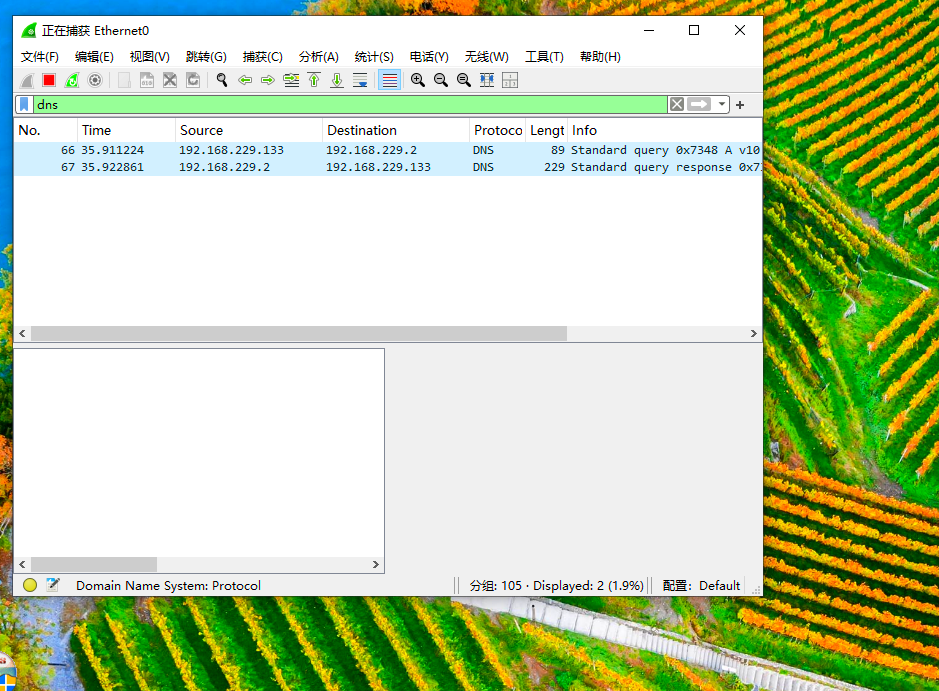 正在捕获 Ethernet0
文件(F) 编辑(E) 视图(V) 跳转(G) 捕获(C) 分析(A) 统计(S) 电话(Y) 无线(W) 工具(T) 帮助(H)
dns
No. Time Source Destination Protoco Lengt Info
66 35.911224 192.168.229.133 192.168.229.2 DNS 89 Standard query 0x7348 A v10
67 35.922861 192.168.229.2 192.168.229.133 DNS 229 Standard query response 0x73
Domain Name System: Protocol 分组: 105 · Displayed: 2 (1.9%) 配置: Default